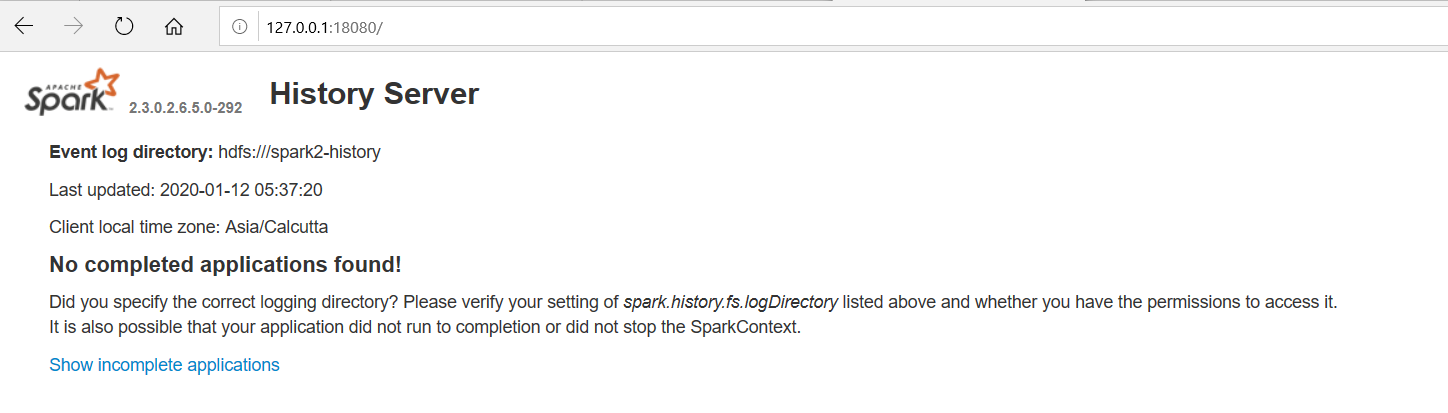 127.0.0.1:18080/
APACHE
Spark 2.3.0.2.6.5.0-292 History Server
Event log directory: hdfs:///spark2-history
Last updated: 2020-01-12 05:37:20
Client local time zone: Asia/Calcutta
No completed applications found!
Did you specify the correct logging directory? Please verify your setting of spark.history.fs.logDirectory listed above and whether you have the permissions to access it.
It is also possible that your application did not run to completion or did not stop the SparkContext.
Show incomplete applications